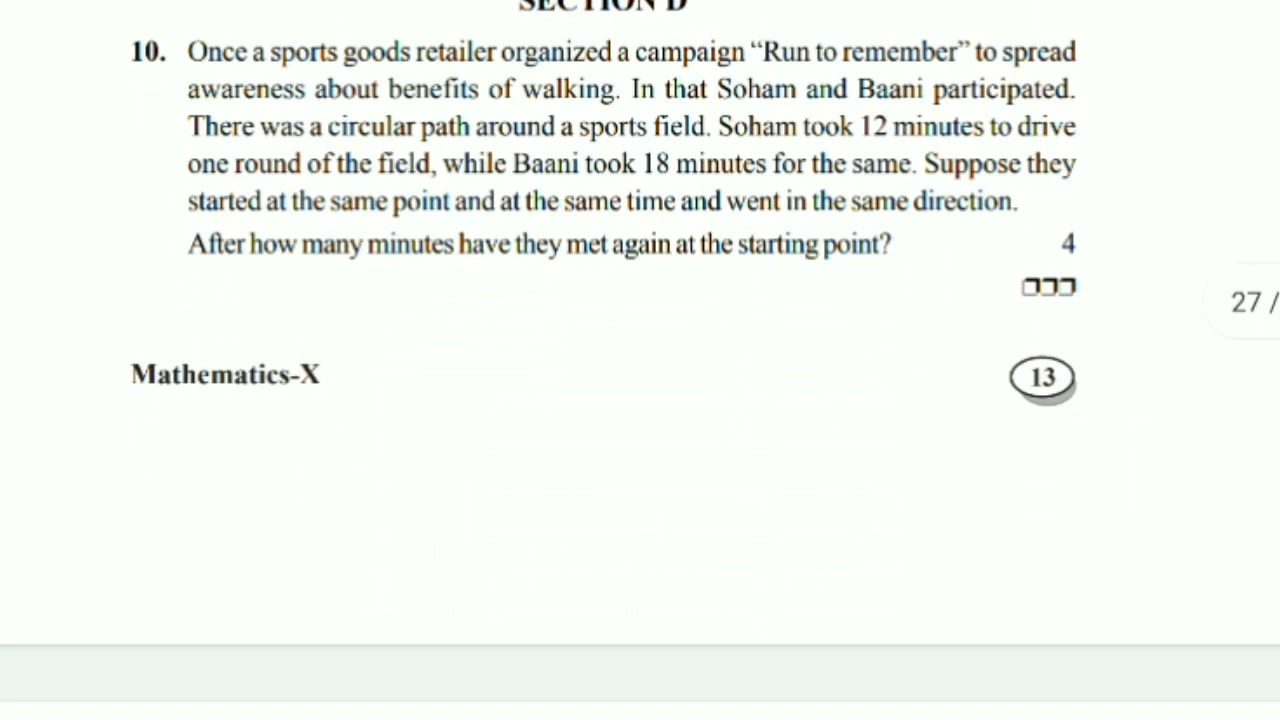 SECTION D
10. Once a sports goods retailer organized a campaign “Run to remember” to spread
awareness about benefits of walking. In that Soham and Baani participated.
There was a circular path around a sports field. Soham took 12 minutes to drive
one round of the field, while Baani took 18 minutes for the same. Suppose they
started at the same point and at the same time and went in the same direction.
After how many minutes have they met again at the starting point? 4
27 /
Mathematics-X 13